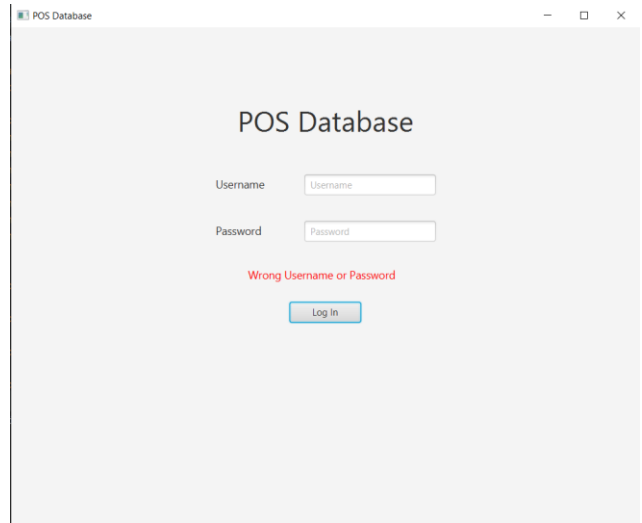 POS Database
POS Database
Username Username
Password Password
Wrong Username or Password
Log In